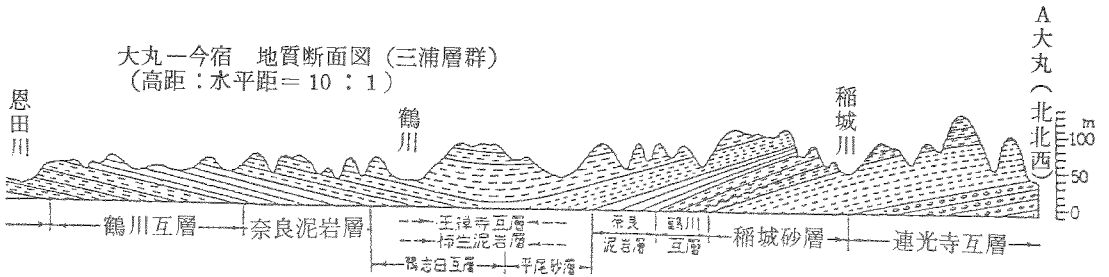 大丸－今宿　地質断面図（三浦層群）
（高距：水平距＝10：1）
恩田川
鶴川
稲城川
A大丸（北北西）
m
100
50
0
鶴川互層
奈良泥岩層
王禅寺互層
柿生泥岩層
鴨志田互層
平尾砂層
奈良
泥岩層
鶴川
互層
稲城砂層
連光寺互層